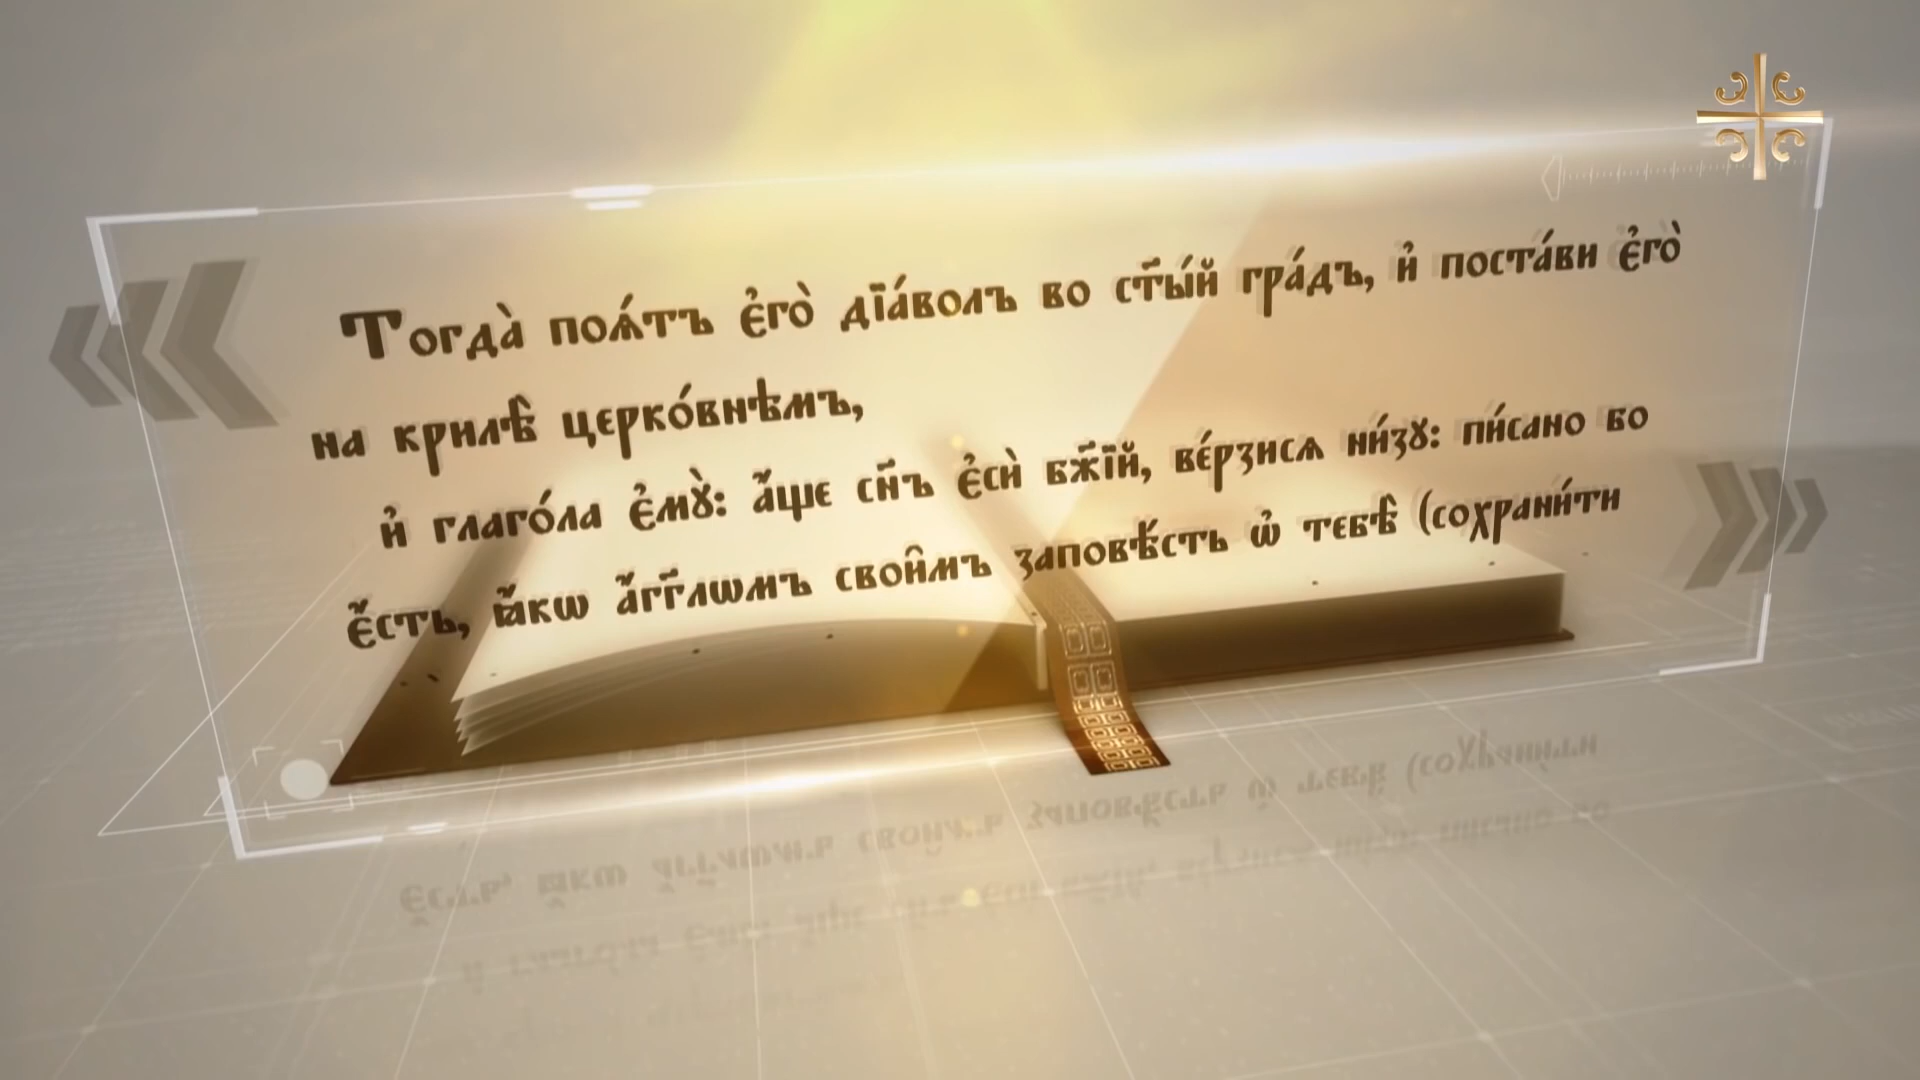 Тогда̀ поѧ́тъ є҆го̀ дїа́волъ во ст҃ы́й гра́дъ, и҆ поста́ви є҆го̀
на крилѣ̑ церко́внѣмъ,
и҆ глаго́ла є҆мꙋ̀: а҆́ще сн҃ъ є҆сѝ бж҃їй, ве́рзисѧ ни́зꙋ: пи́сано бо
є҆́сть, ꙗ҆́кѡ а҆́гг҃лѡмъ свои̑мъ заповѣ́сть ѡ҆ тебѣ̑ (сохрани́ти